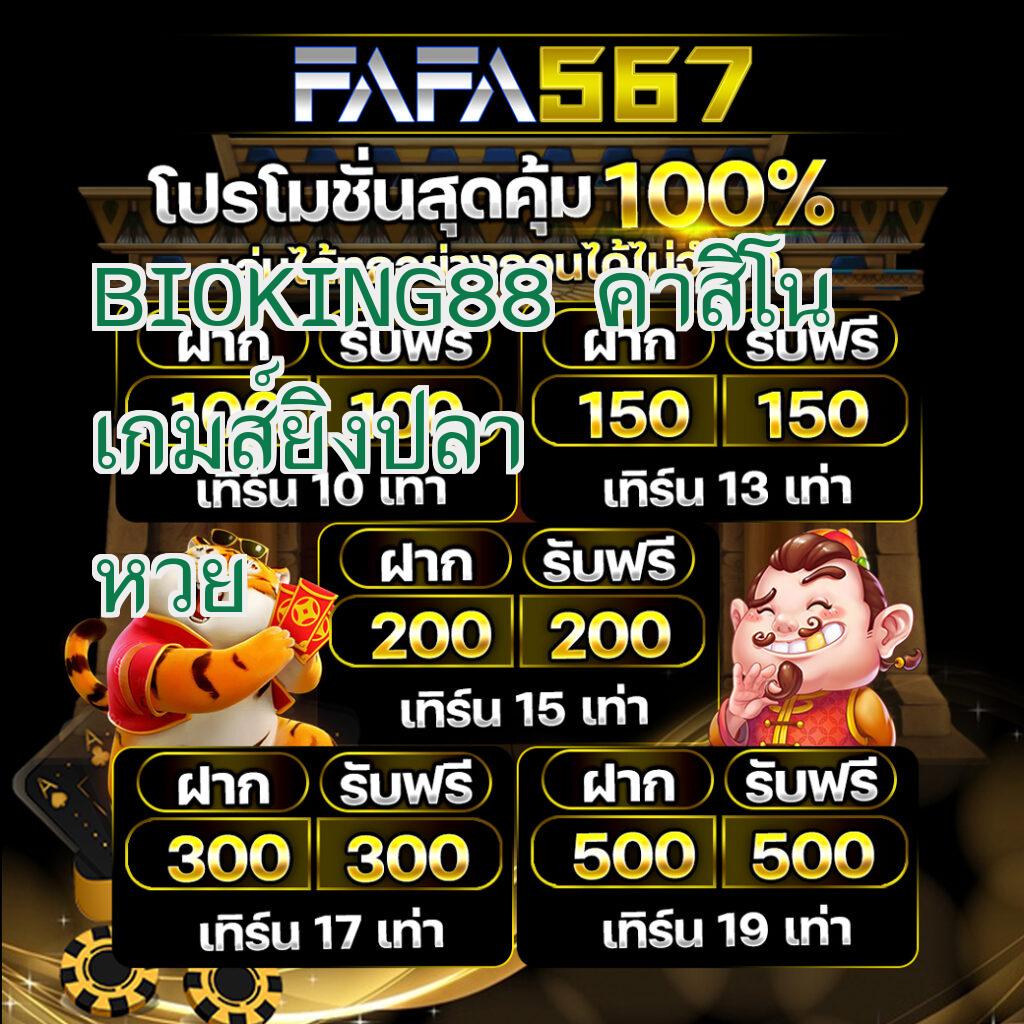 FAFA567
โปรโมชั่นสุดคุ้ม 100%
BIOKING88 คาสิโน
ฝาก รับฟรี ฝาก รับฟรี
100 100 150 150
เกมส์ยิงปลา
เทิร์น 10 เท่า เทิร์น 13 เท่า
หวย
ฝาก รับฟรี
200 200
เทิร์น 15 เท่า
ฝาก รับฟรี ฝาก รับฟรี
300 300 500 500
เทิร์น 17 เท่า เทิร์น 19 เท่า